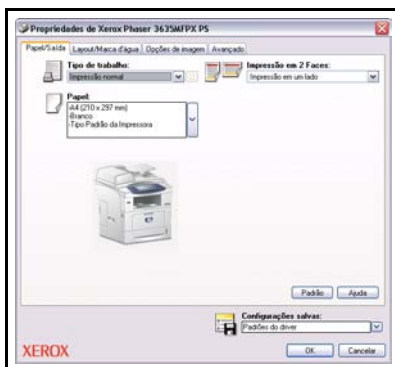 Propriedades de Xerox Phaser 3635MFPX PS
Papel/Saída Layout/Marca d'água Opções de imagem Avançado
Tipo de trabalho:
Impressão normal
Impressão em 2 Faces:
Impressão em um lado
Papel:
-A4 (210 x 297 mm)
-Branco
-Tipo Padrão da Impressora
Padrão Ajuda
Configurações salvas:
Padrões do driver
XEROX
OK Cancelar